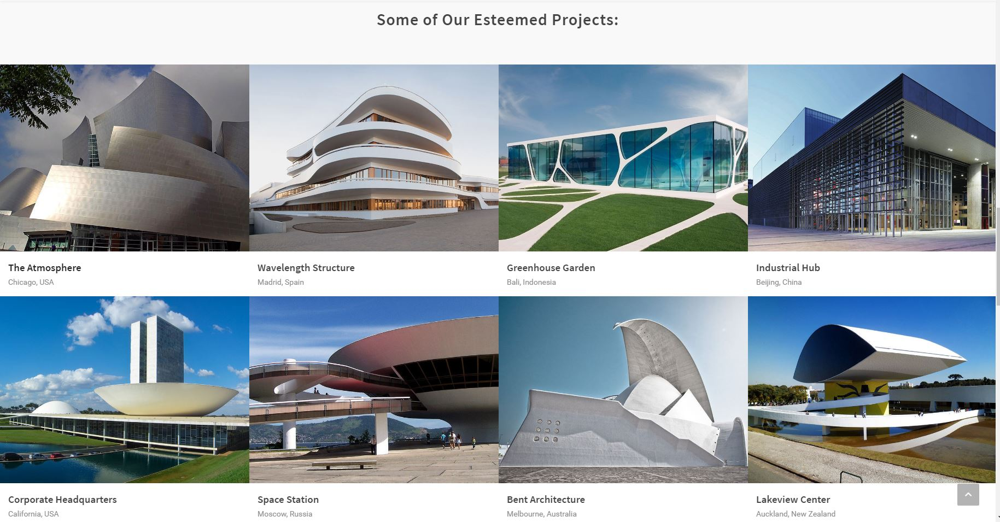 Some of Our Esteemed Projects:
The Atmosphere
Chicago, USA
Wavelength Structure
Madrid, Spain
Greenhouse Garden
Bali, Indonesia
Industrial Hub
Beijing, China
Corporate Headquarters
California, USA
Space Station
Moscow, Russia
Bent Architecture
Melbourne, Australia
Lakeview Center
Auckland, New Zealand